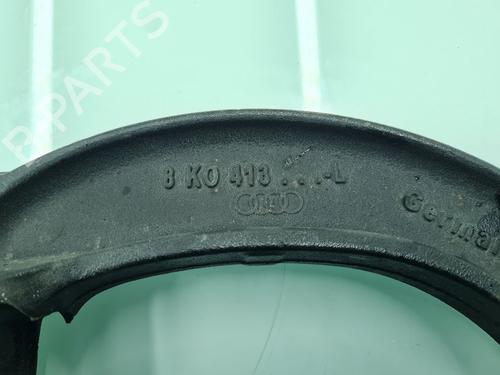 B-PARTS
8 K0 413 . . .-L
German